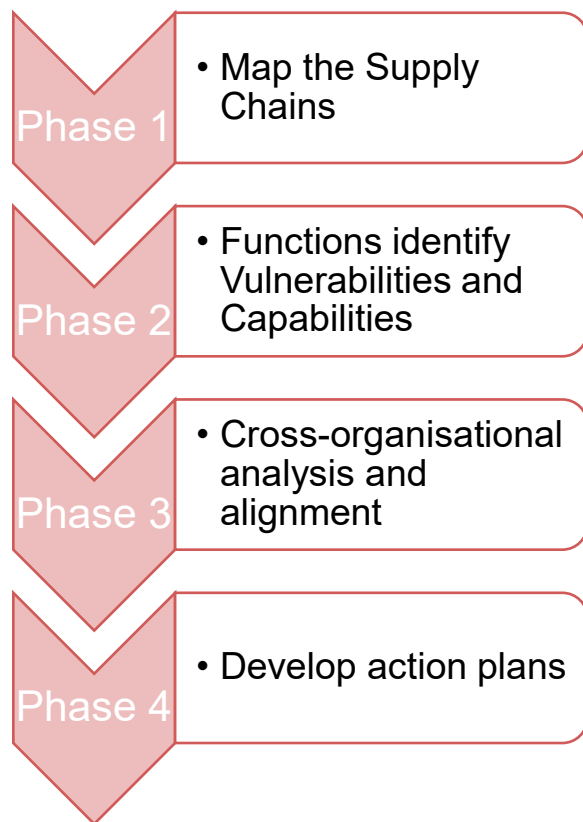 Phase 1
• Map the Supply
Chains
Phase 2
• Functions identify
Vulnerabilities and
Capabilities
Phase 3
• Cross-organisational
analysis and
alignment
Phase 4
• Develop action plans